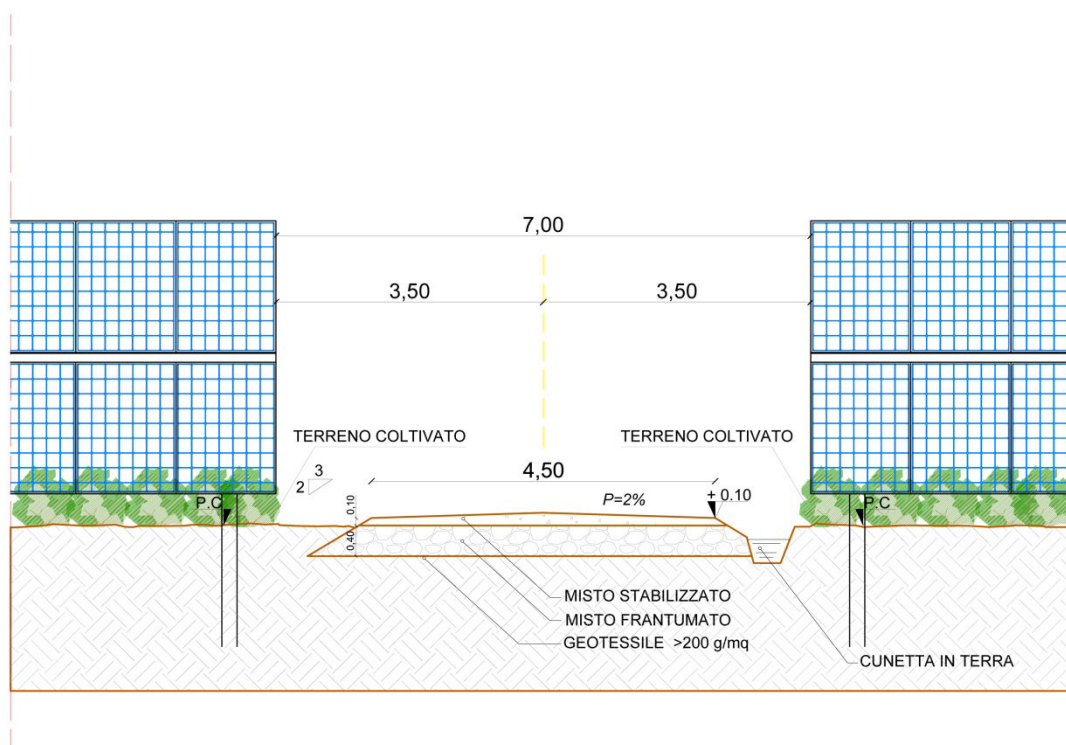 7,00
3,50
3,50
TERRENO COLTIVATO
TERRENO COLTIVATO
3
2
4,50
P.C
P=2%
+ 0.10
P.C
0,10
0,40
MISTO STABILIZZATO
MISTO FRANTUMATO
GEOTESSILE >200 g/mq
CUNETTA IN TERRA